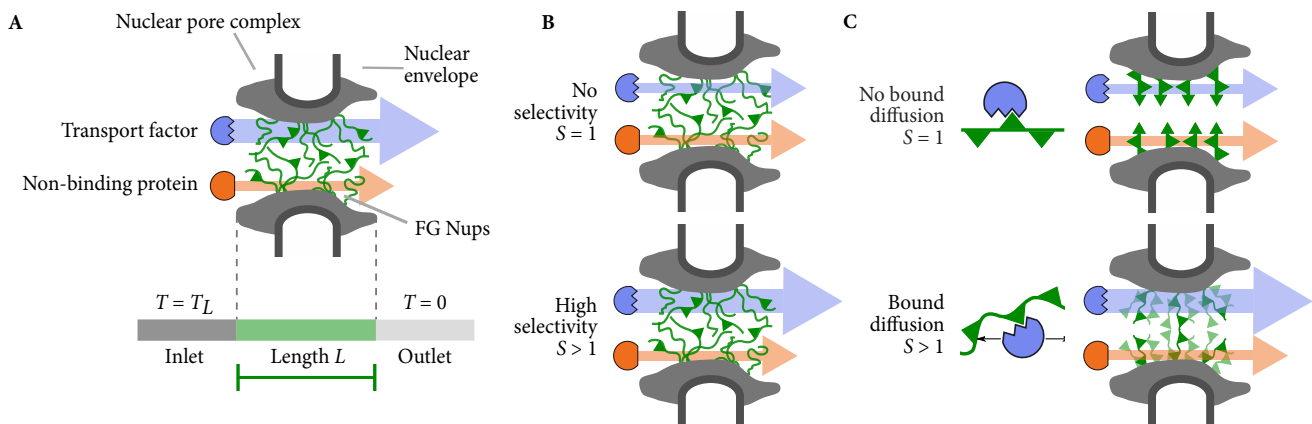 A
Nuclear pore complex
Nuclear
envelope
Transport factor
Non-binding protein
FG Nups
T = T_L
T = 0
Inlet
Length L
Outlet
B
No
selectivity
S = 1
High
selectivity
S > 1
C
No bound
diffusion
S = 1
Bound
diffusion
S > 1